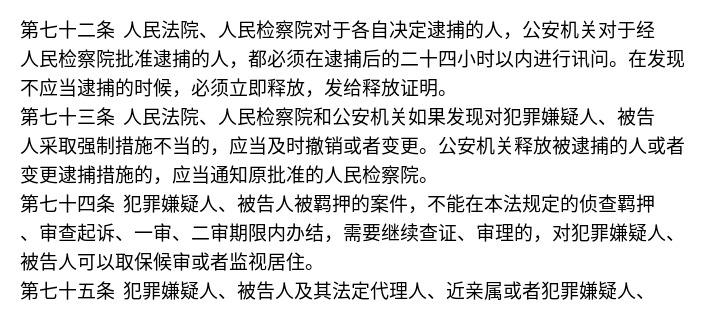 第七十二条 人民法院、人民检察院对于各自决定逮捕的人，公安机关对于经
人民检察院批准逮捕的人，都必须在逮捕后的二十四小时以内进行讯问。在发现
不应当逮捕的时候，必须立即释放，发给释放证明。
第七十三条 人民法院、人民检察院和公安机关如果发现对犯罪嫌疑人、被告
人采取强制措施不当的，应当及时撤销或者变更。公安机关释放被逮捕的人或者
变更逮捕措施的，应当通知原批准的人民检察院。
第七十四条 犯罪嫌疑人、被告人被羁押的案件，不能在本法规定的侦查羁押
、审查起诉、一审、二审期限内办结，需要继续查证、审理的，对犯罪嫌疑人、
被告人可以取保候审或者监视居住。
第七十五条 犯罪嫌疑人、被告人及其法定代理人、近亲属或者犯罪嫌疑人、